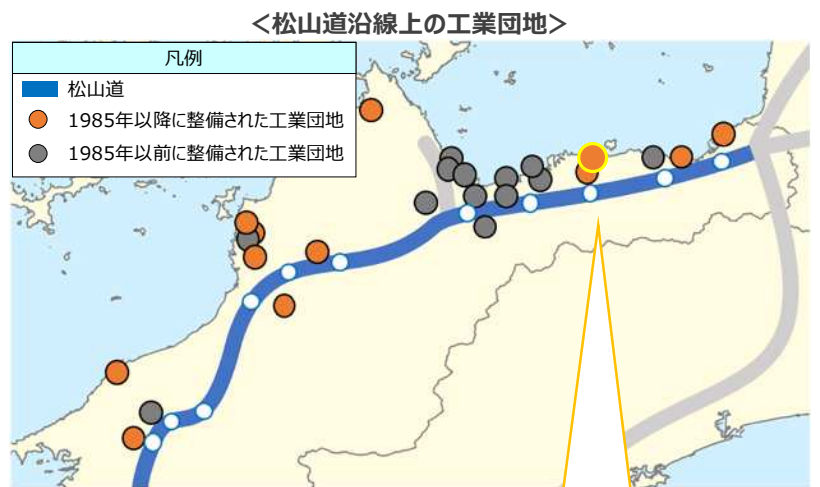 ＜松山道沿線上の工業団地＞
凡例
松山道
1985年以降に整備された工業団地
1985年以前に整備された工業団地